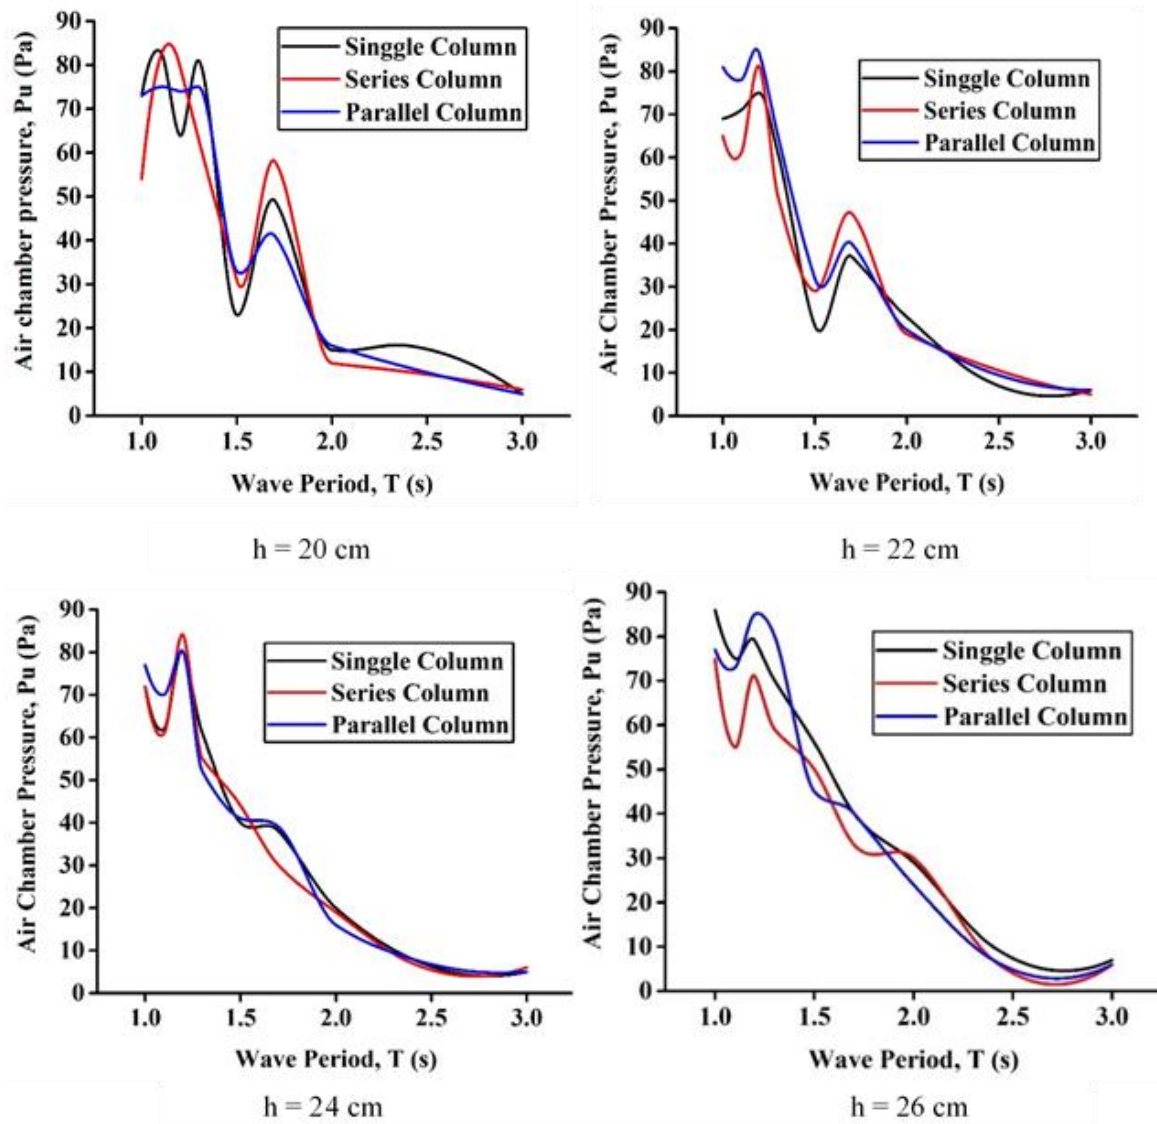 90
80
70
60
50
40
30
20
10
0
Air chamber pressure, Pu (Pa)
Singgle Column
Series Column
Parallel Column
1.0 1.5 2.0 2.5 3.0
Wave Period, T (s)
h = 20 cm
90
80
70
60
50
40
30
20
10
0
Air Chamber Pressure, Pu (Pa)
Singgle Column
Series Column
Parallel Column
1.0 1.5 2.0 2.5 3.0
Wave Period, T (s)
h = 22 cm
90
80
70
60
50
40
30
20
10
0
Air Chamber Pressure, Pu (Pa)
Singgle Column
Series Column
Parallel Column
1.0 1.5 2.0 2.5 3.0
Wave Period, T (s)
h = 24 cm
90
80
70
60
50
40
30
20
10
0
Air Chamber Pressure, Pu (Pa)
Singgle Column
Series Column
Parallel Column
1.0 1.5 2.0 2.5 3.0
Wave Period, T (s)
h = 26 cm